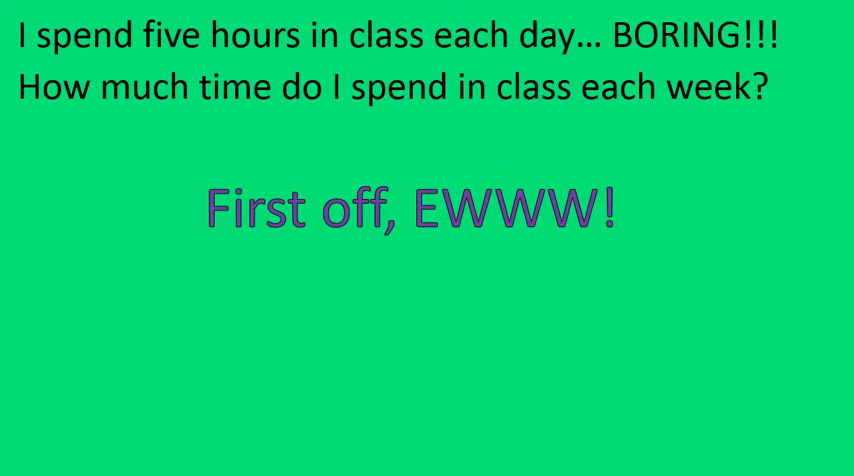 I spend five hours in class each day... BORING!!!
How much time do I spend in class each week?
First off, EWWW!